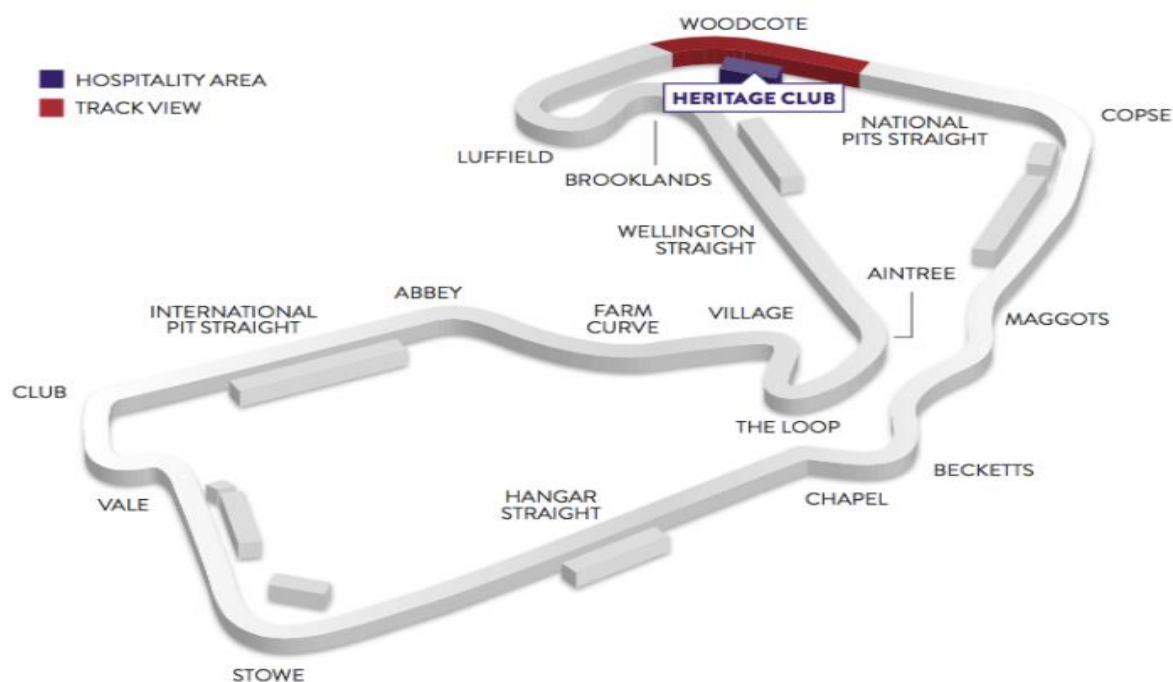 WOODCOTE
HOSPITALITY AREA
TRACK VIEW
HERITAGE CLUB
COPSE
NATIONAL
PITS STRAIGHT
LUFFIELD
BROOKLANDS
WELLINGTON
STRAIGHT
AINTREE
ABBEY
INTERNATIONAL
PIT STRAIGHT
FARM
CURVE
VILLAGE
MAGGOTS
CLUB
THE LOOP
BECKETTS
VALE
HANGAR
STRAIGHT
CHAPEL
STOWE